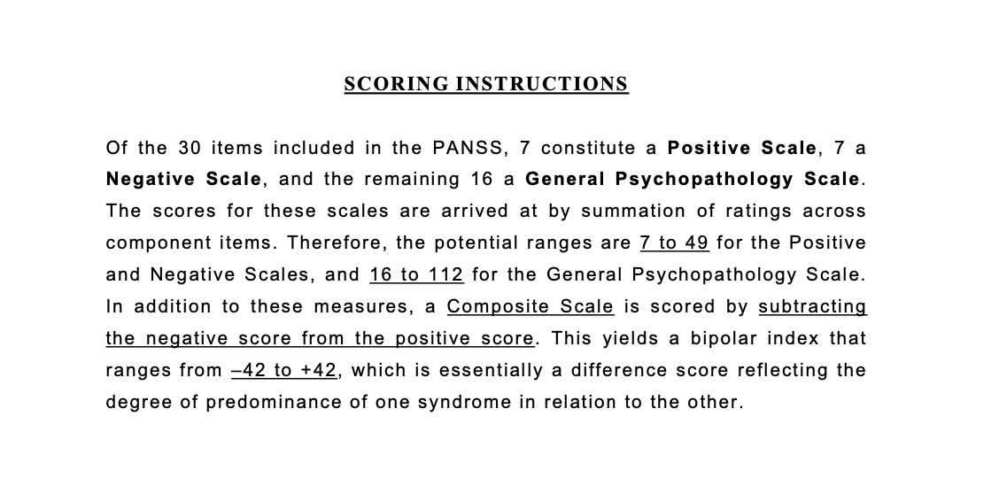 SCORING INSTRUCTIONS
Of the 30 items included in the PANSS, 7 constitute a Positive Scale, 7 a
Negative Scale, and the remaining 16 a General Psychopathology Scale.
The scores for these scales are arrived at by summation of ratings across
component items. Therefore, the potential ranges are 7 to 49 for the Positive
and Negative Scales, and 16 to 112 for the General Psychopathology Scale.
In addition to these measures, a Composite Scale is scored by subtracting
the negative score from the positive score. This yields a bipolar index that
ranges from –42 to +42, which is essentially a difference score reflecting the
degree of predominance of one syndrome in relation to the other.